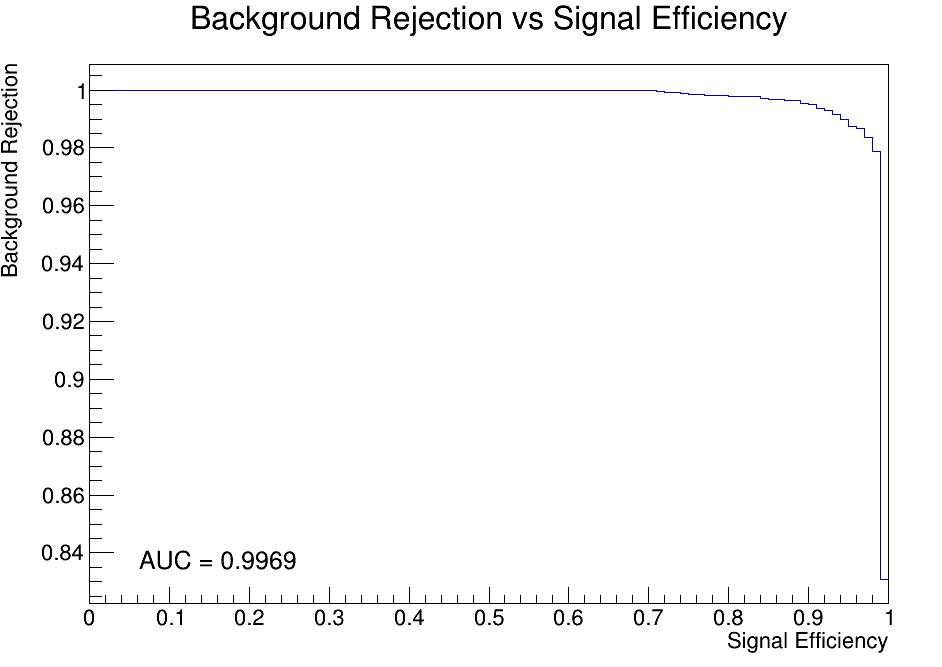 Background Rejection vs Signal Efficiency
Background Rejection
1
0.98
0.96
0.94
0.92
0.9
0.88
0.86
0.84
AUC = 0.9969
0 0.1 0.2 0.3 0.4 0.5 0.6 0.7 0.8 0.9 1
Signal Efficiency